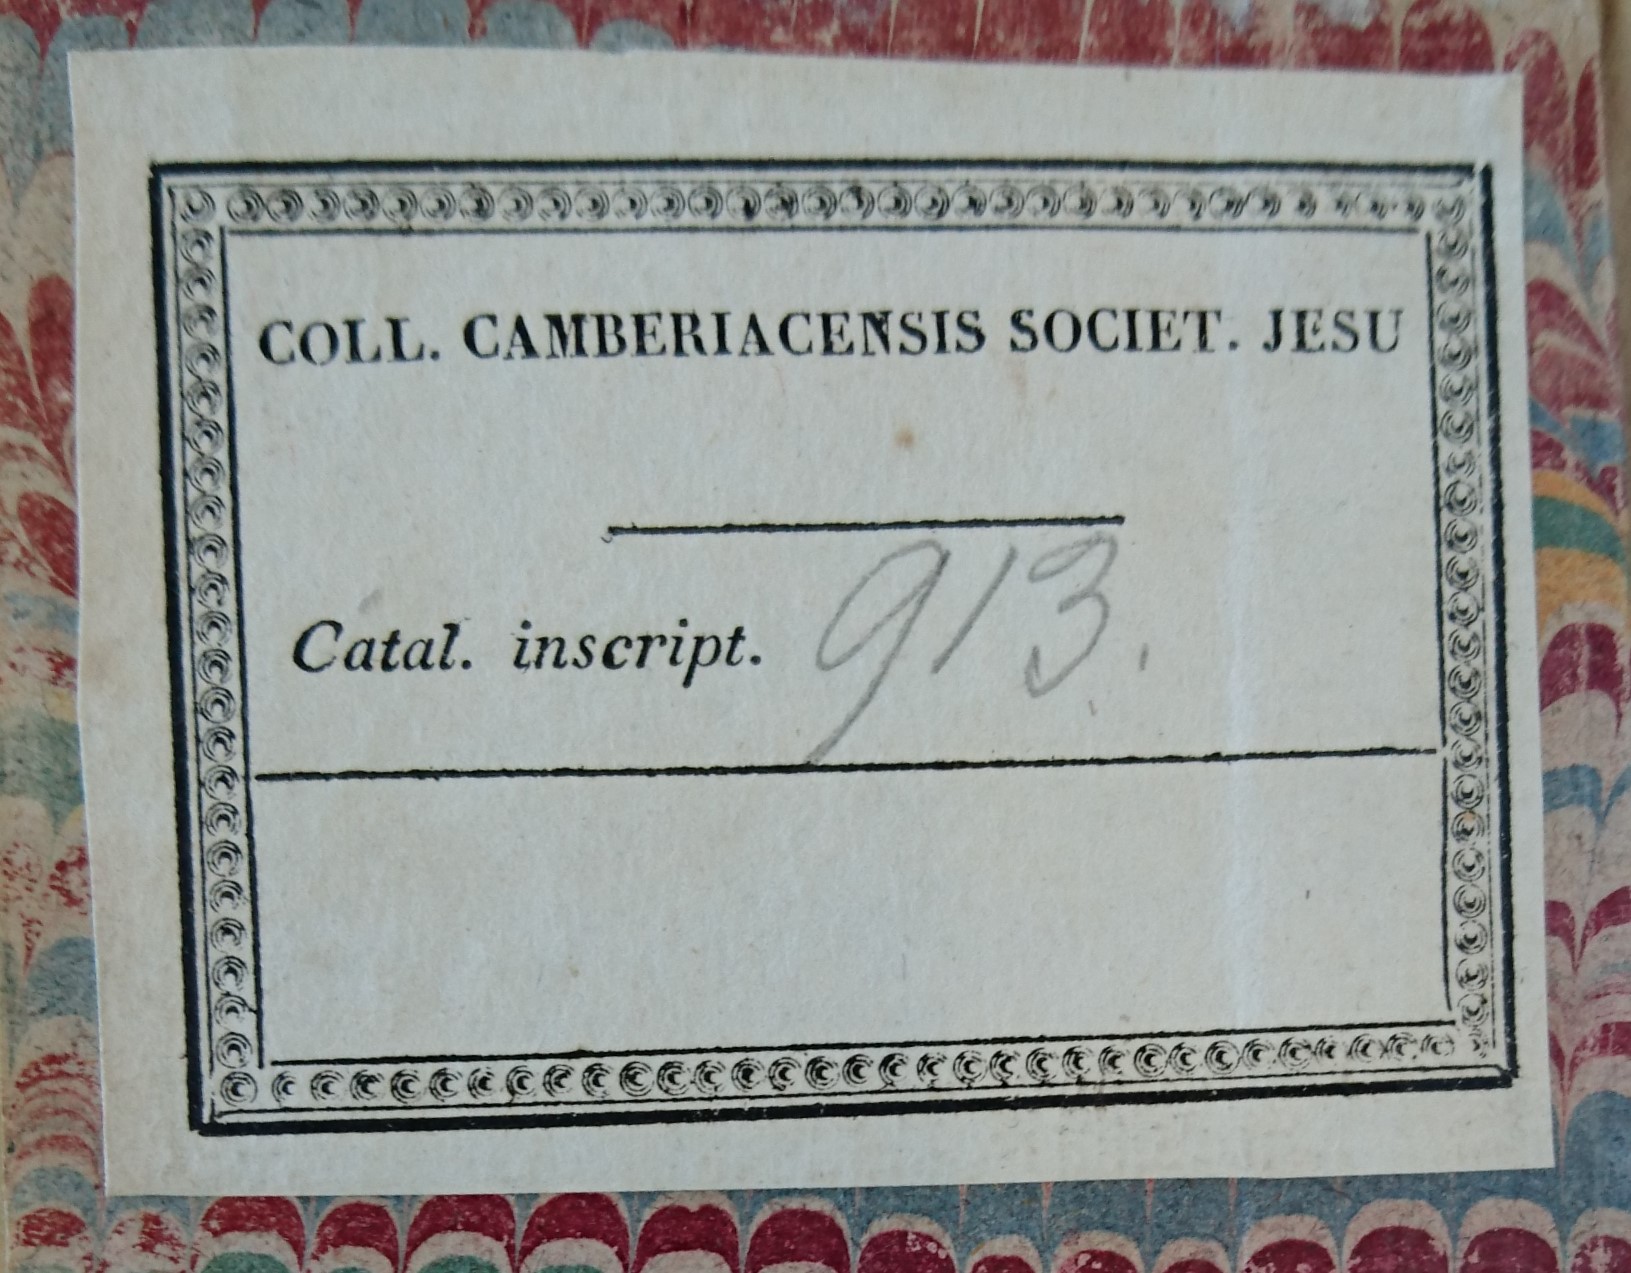 COLL. CAMBERIACENSIS SOCIET. JESU
Catal. inscript. 913.